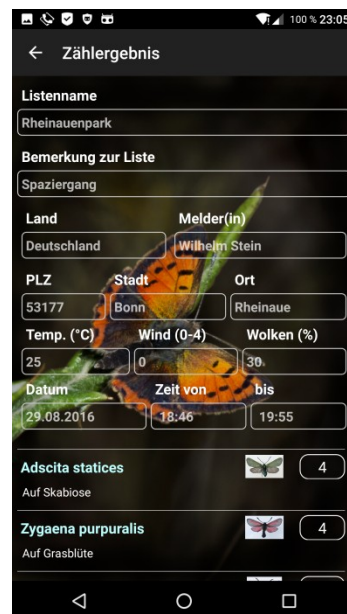 100 % 23:05
Zählergebnis
Listenname
Rheinauenpark
Bemerkung zur Liste
Spaziergang
Land Melder(in)
Deutschland Wilhelm Stein
PLZ Stadt Ort
53177 Bonn Rheinaue
Temp. (°C) Wind (0-4) Wolken (%)
25 0 30
Datum Zeit von bis
29.08.2016 18:46 19:55
Adscita statices 4
Auf Skabiose
Zygaena purpuralis 4
Auf Grasblüte